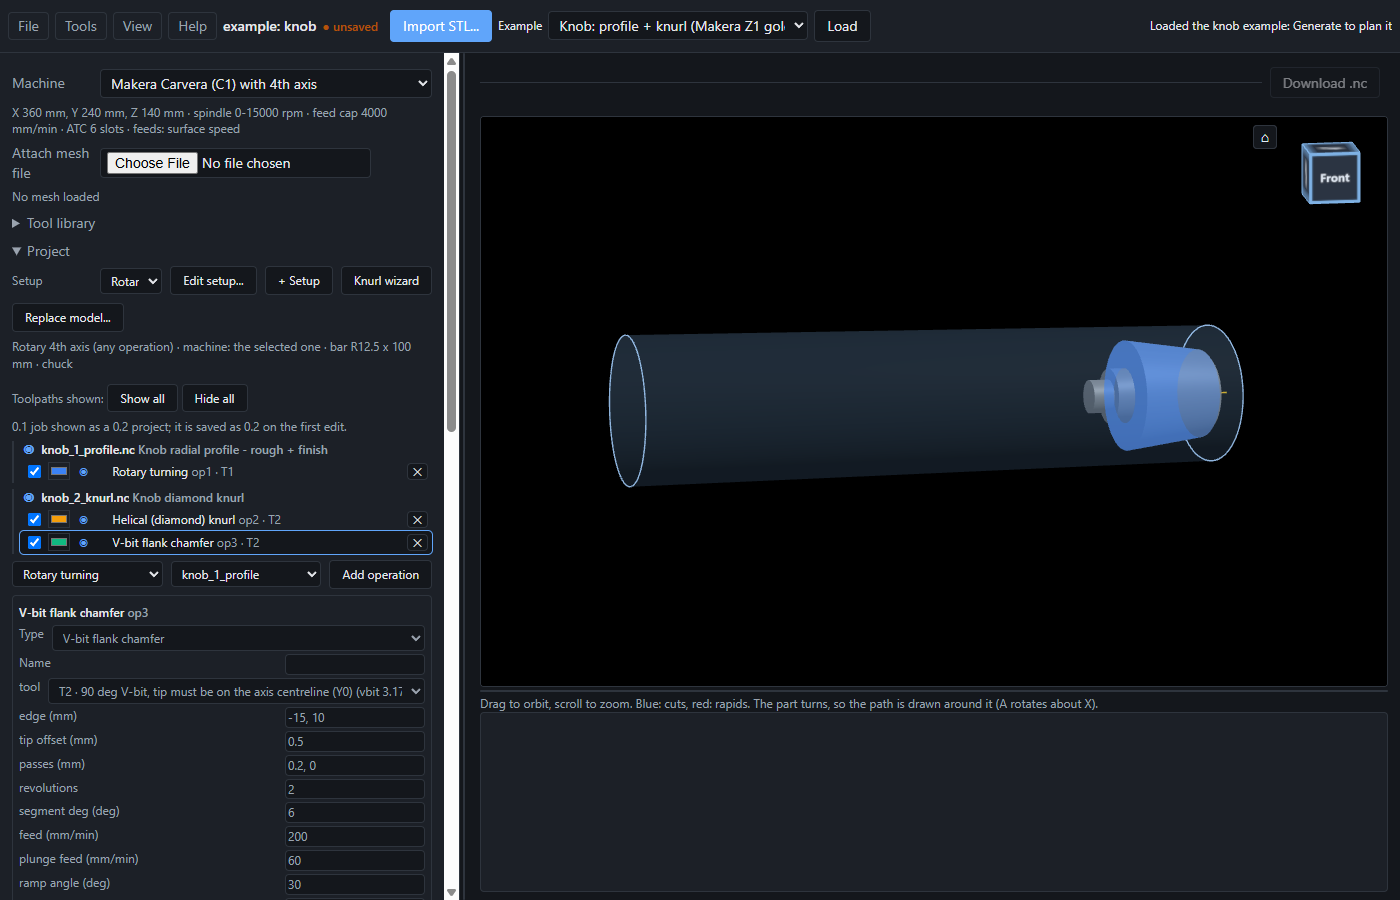 File Tools View Help example: knob ● unsaved Import STL... Example Knob: profile + knurl (Makera Z1 gol Load Loaded the knob example: Generate to plan it
Machine Makera Carvera (C1) with 4th axis
X 360 mm, Y 240 mm, Z 140 mm · spindle 0-15000 rpm · feed cap 4000
mm/min · ATC 6 slots · feeds: surface speed
Attach mesh
file
Choose File No file chosen
No mesh loaded
Tool library
Project
Setup Rotar Edit setup... + Setup Knurl wizard
Replace model...
Rotary 4th axis (any operation) · machine: the selected one · bar R12.5 x 100
mm · chuck
Toolpaths shown: Show all Hide all
0.1 job shown as a 0.2 project; it is saved as 0.2 on the first edit.
knob_1_profile.nc Knob radial profile - rough + finish
Rotary turning op1 · T1
knob_2_knurl.nc Knob diamond knurl
Helical (diamond) knurl op2 · T2
V-bit flank chamfer op3 · T2
Rotary turning knob_1_profile Add operation
V-bit flank chamfer op3
Type V-bit flank chamfer
Name
tool T2 · 90 deg V-bit, tip must be on the axis centreline (Y0) (vbit 3.17
edge (mm) -15, 10
tip offset (mm) 0.5
passes (mm) 0.2, 0
revolutions 2
segment deg (deg) 6
feed (mm/min) 200
plunge feed (mm/min) 60
ramp angle (deg) 30
Download .nc
⌂
Front
Drag to orbit, scroll to zoom. Blue: cuts, red: rapids. The part turns, so the path is drawn around it (A rotates about X).